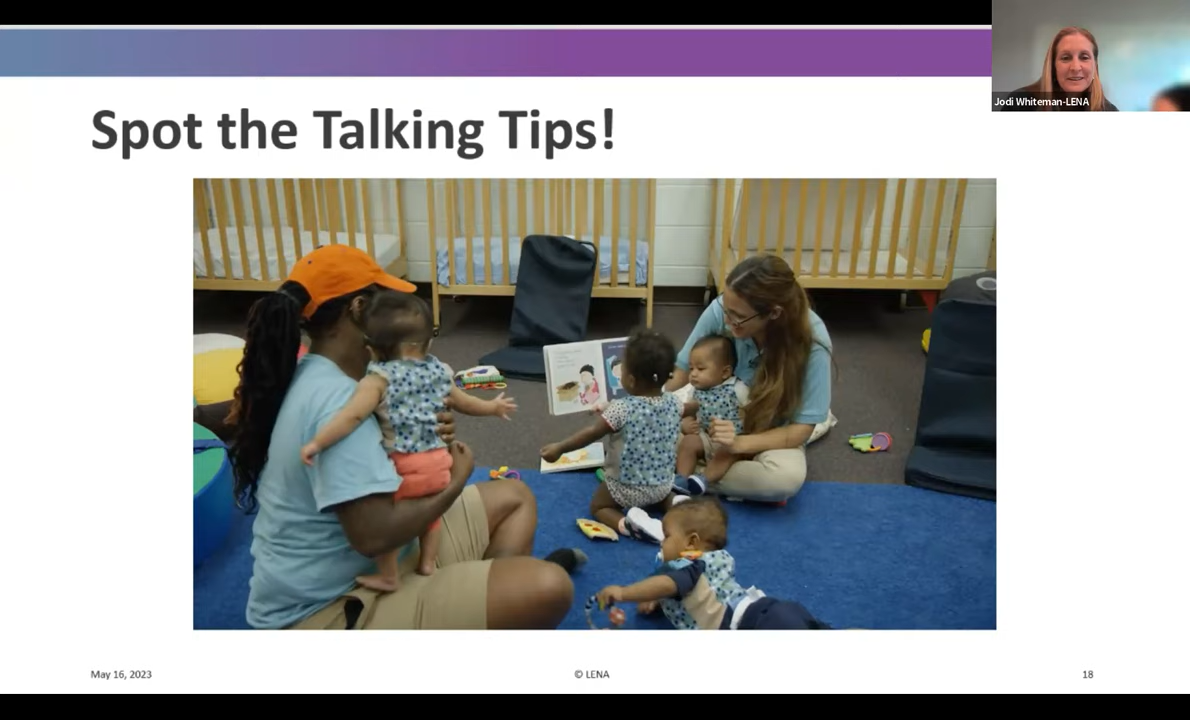 Jodi Whiteman-LENA
Spot the Talking Tips!
May 16, 2023
© LENA
18